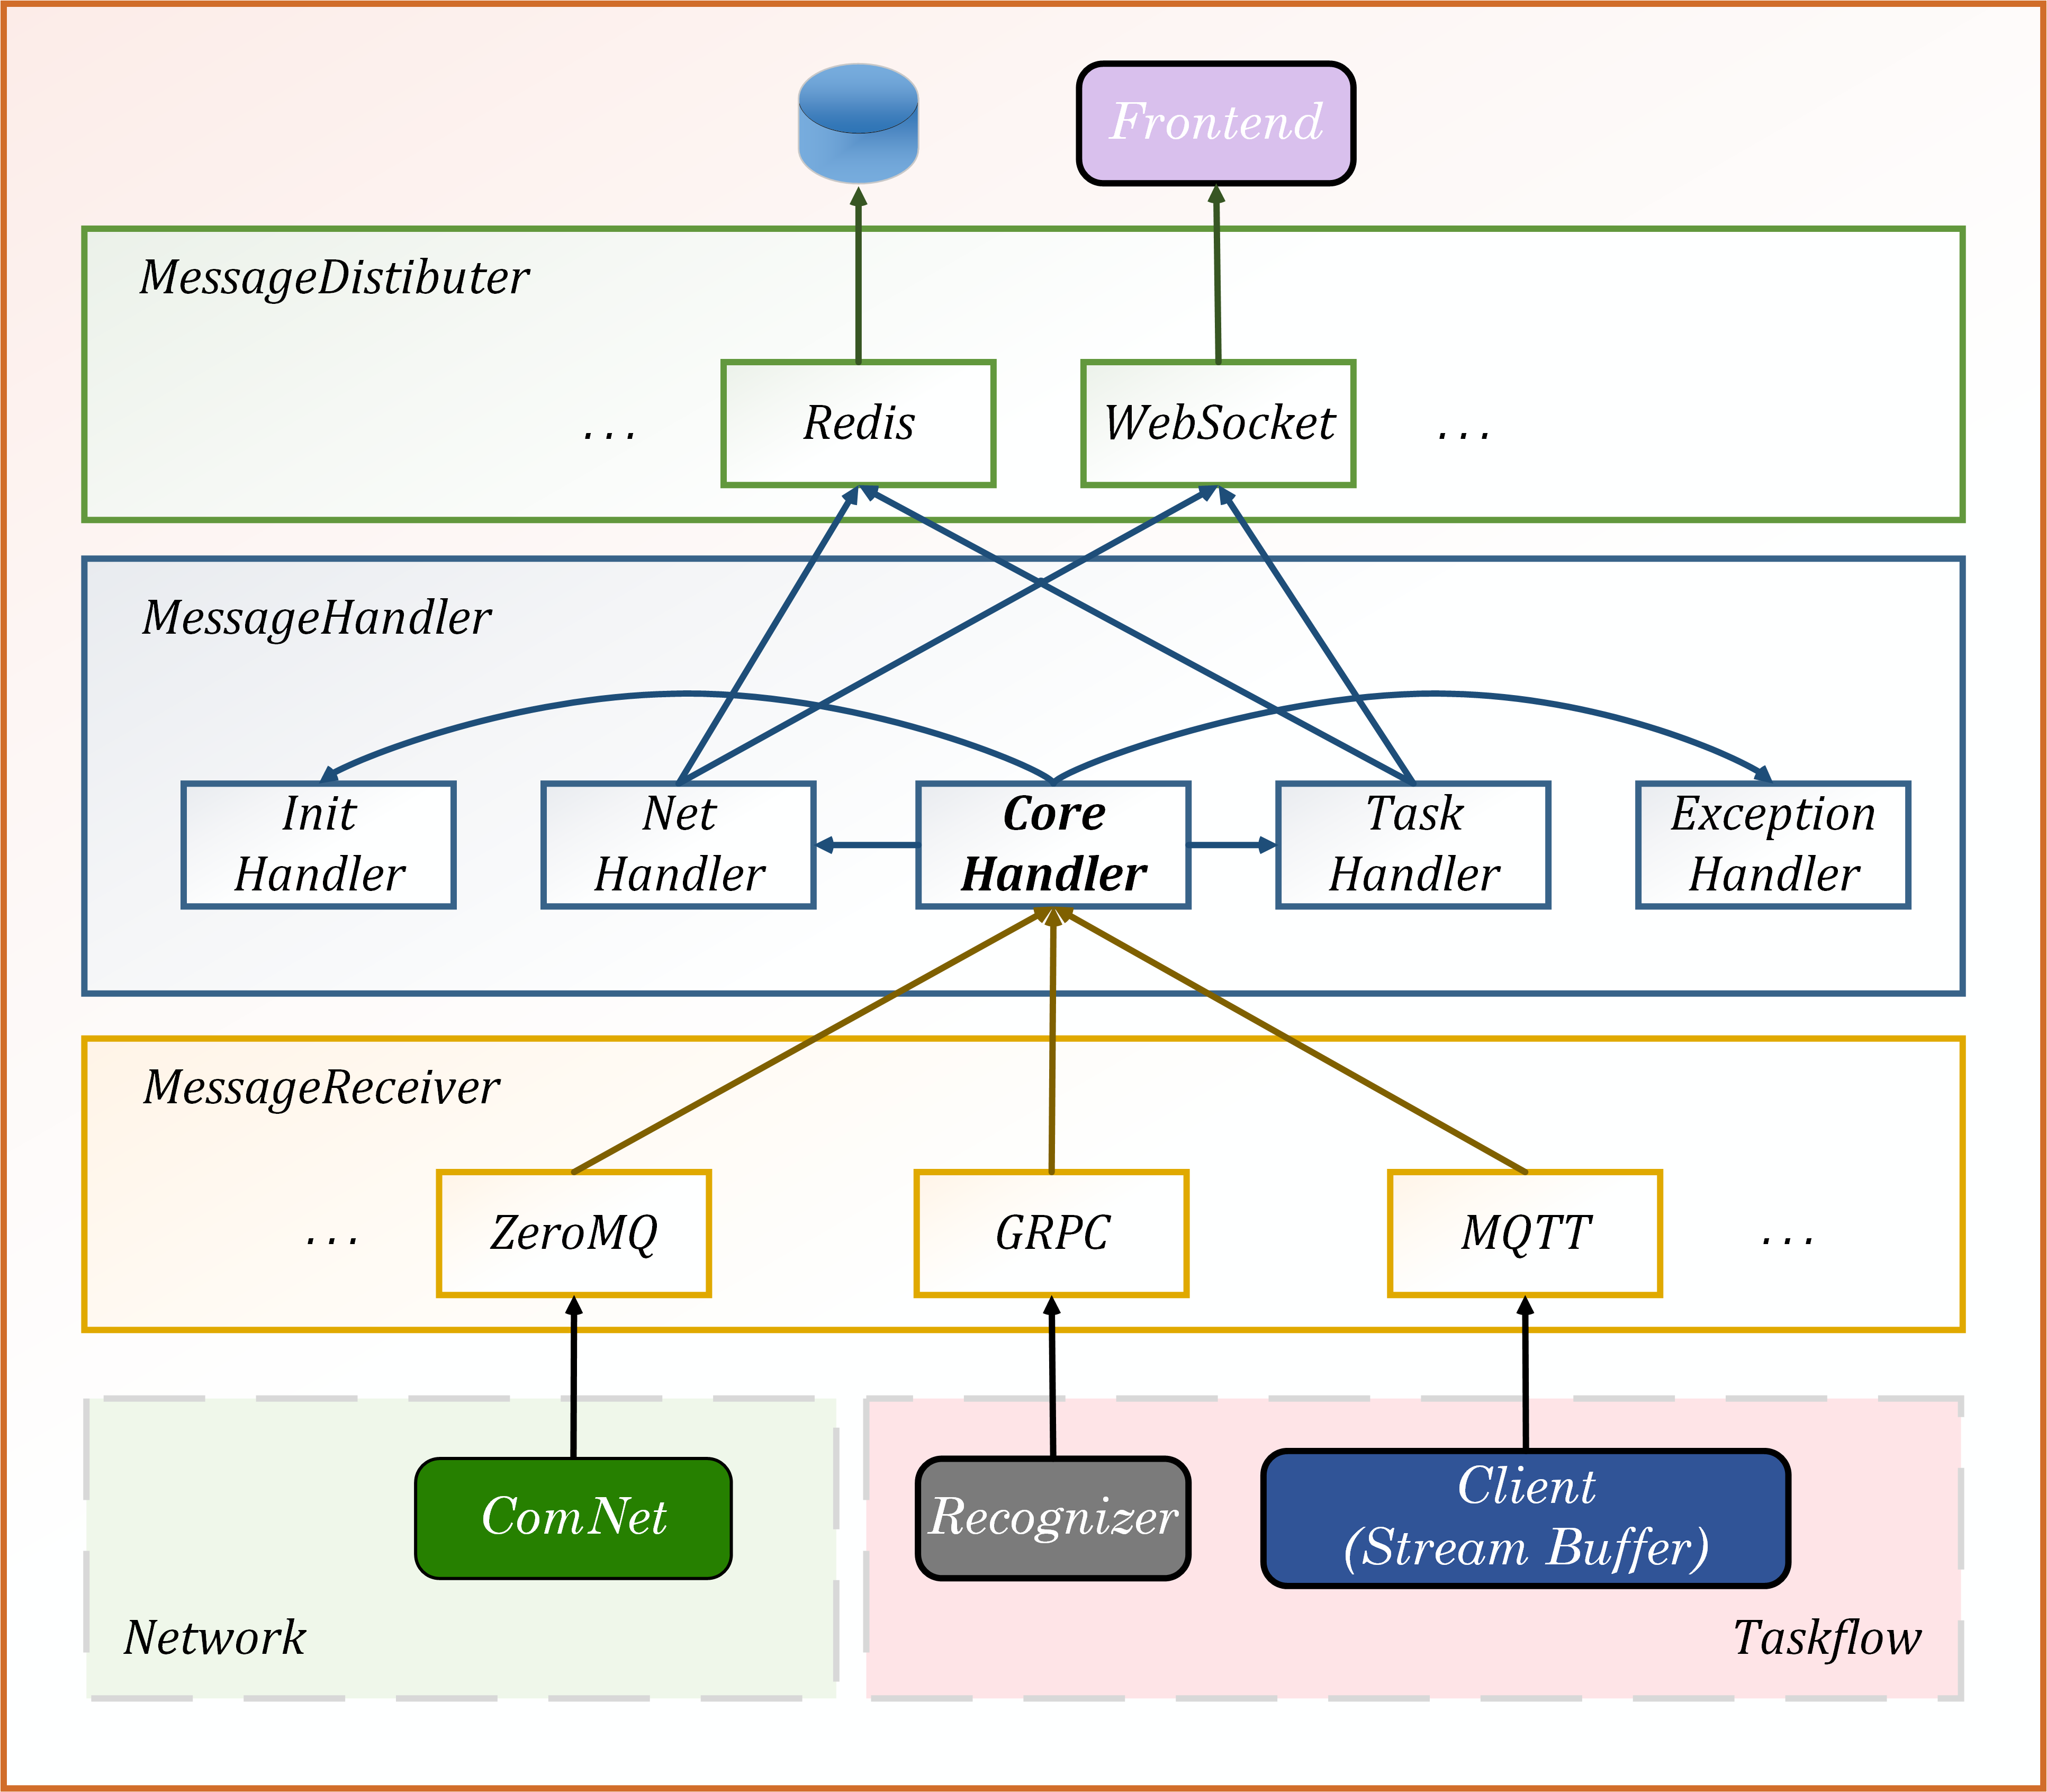 Frontend
MessageDistibuter
... Redis WebSocket ...
MessageHandler
Init
Handler
Net
Handler
Core
Handler
Task
Handler
Exception
Handler
MessageReceiver
... ZeroMQ GRPC MQTT ...
ComNet
Recognizer
Client
(Stream Buffer)
Network
Taskflow